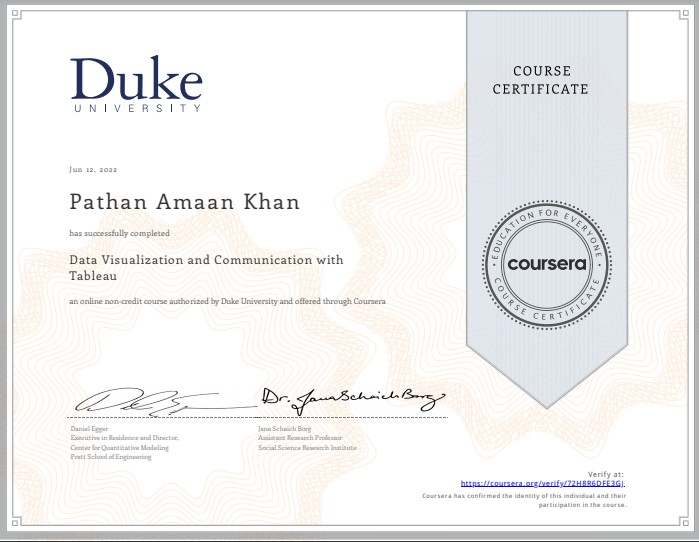 Duke
UNIVERSITY
COURSE
CERTIFICATE
Jun 12, 2022
Pathan Amaan Khan
has successfully completed
Data Visualization and Communication with
Tableau
an online non-credit course authorized by Duke University and offered through Coursera
EDUCATION FOR EVERYONE
coursera
COURSE CERTIFICATE
Dr. Jana Schaich Borg
Daniel Egger
Executive in Residence and Director,
Center for Quantitative Modeling
Pratt School of Engineering
Jana Schaich Borg
Assistant Research Professor
Social Science Research Institute
Verify at:
https://coursera.org/verify/72H8R6DFE3GJ
Coursera has confirmed the identity of this individual and their
participation in the course.